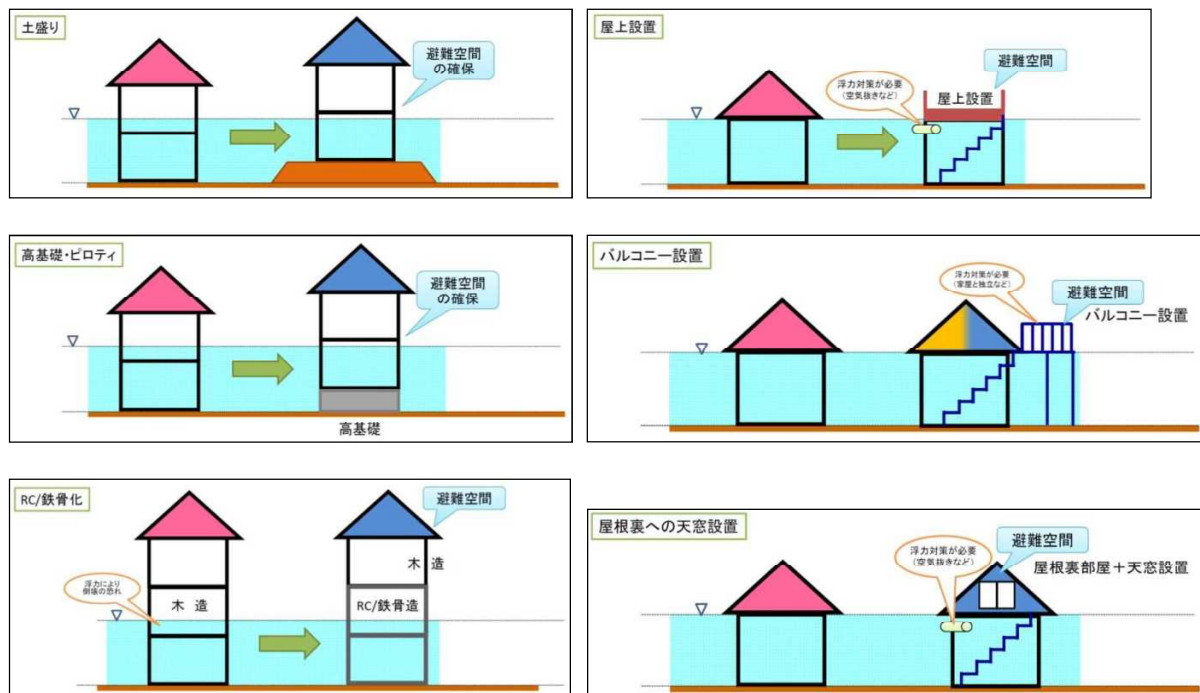 土盛り
避難空間
の確保
屋上設置
避難空間
浮力対策が必要
(空気抜きなど)
屋上設置
高基礎・ピロティ
避難空間
の確保
高基礎
バルコニー設置
浮力対策が必要
(家屋と独立など)
避難空間
バルコニー設置
RC/鉄骨化
避難空間
木 造
浮力により
倒壊の恐れ
木 造
RC/鉄骨造
屋根裏への天窓設置
浮力対策が必要
(空気抜きなど)
避難空間
屋根裏部屋+天窓設置